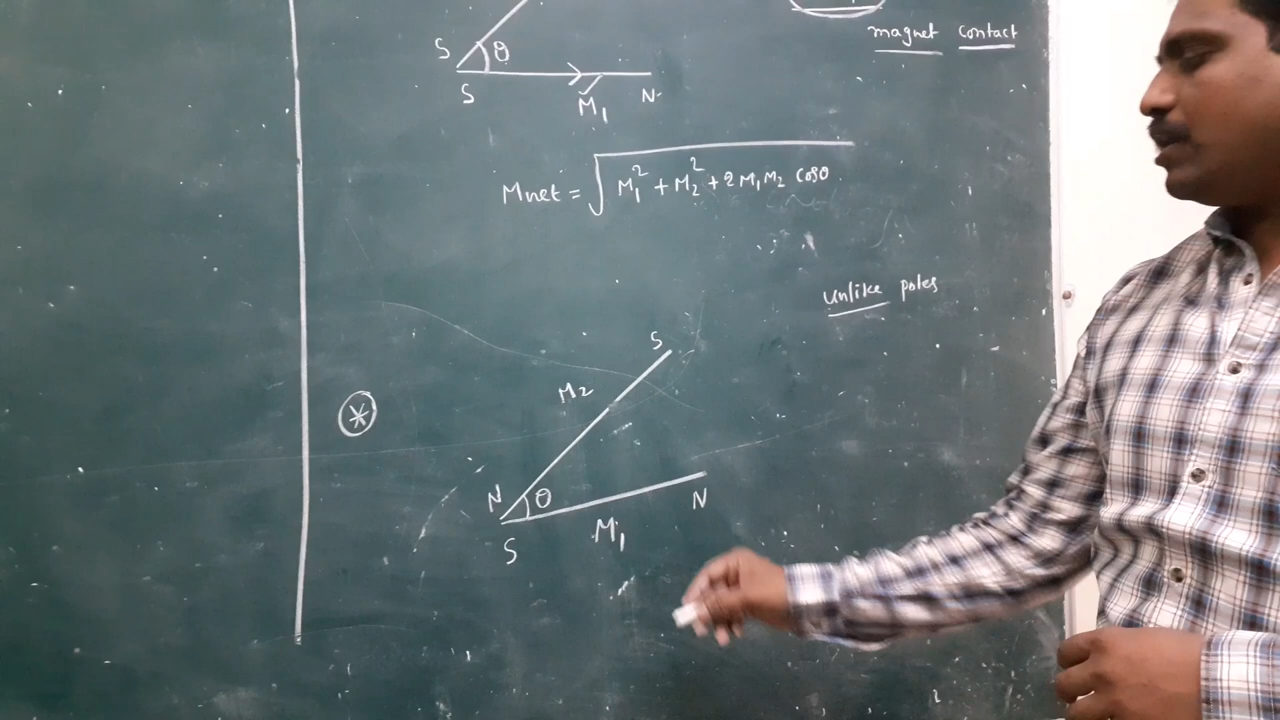 magnet contact
S θ
S M₁ N
Mnet = √(M₁² + M₂² + 2M₁M₂ cosθ)
unlike poles
S
M₂
*
N θ N
S M₁